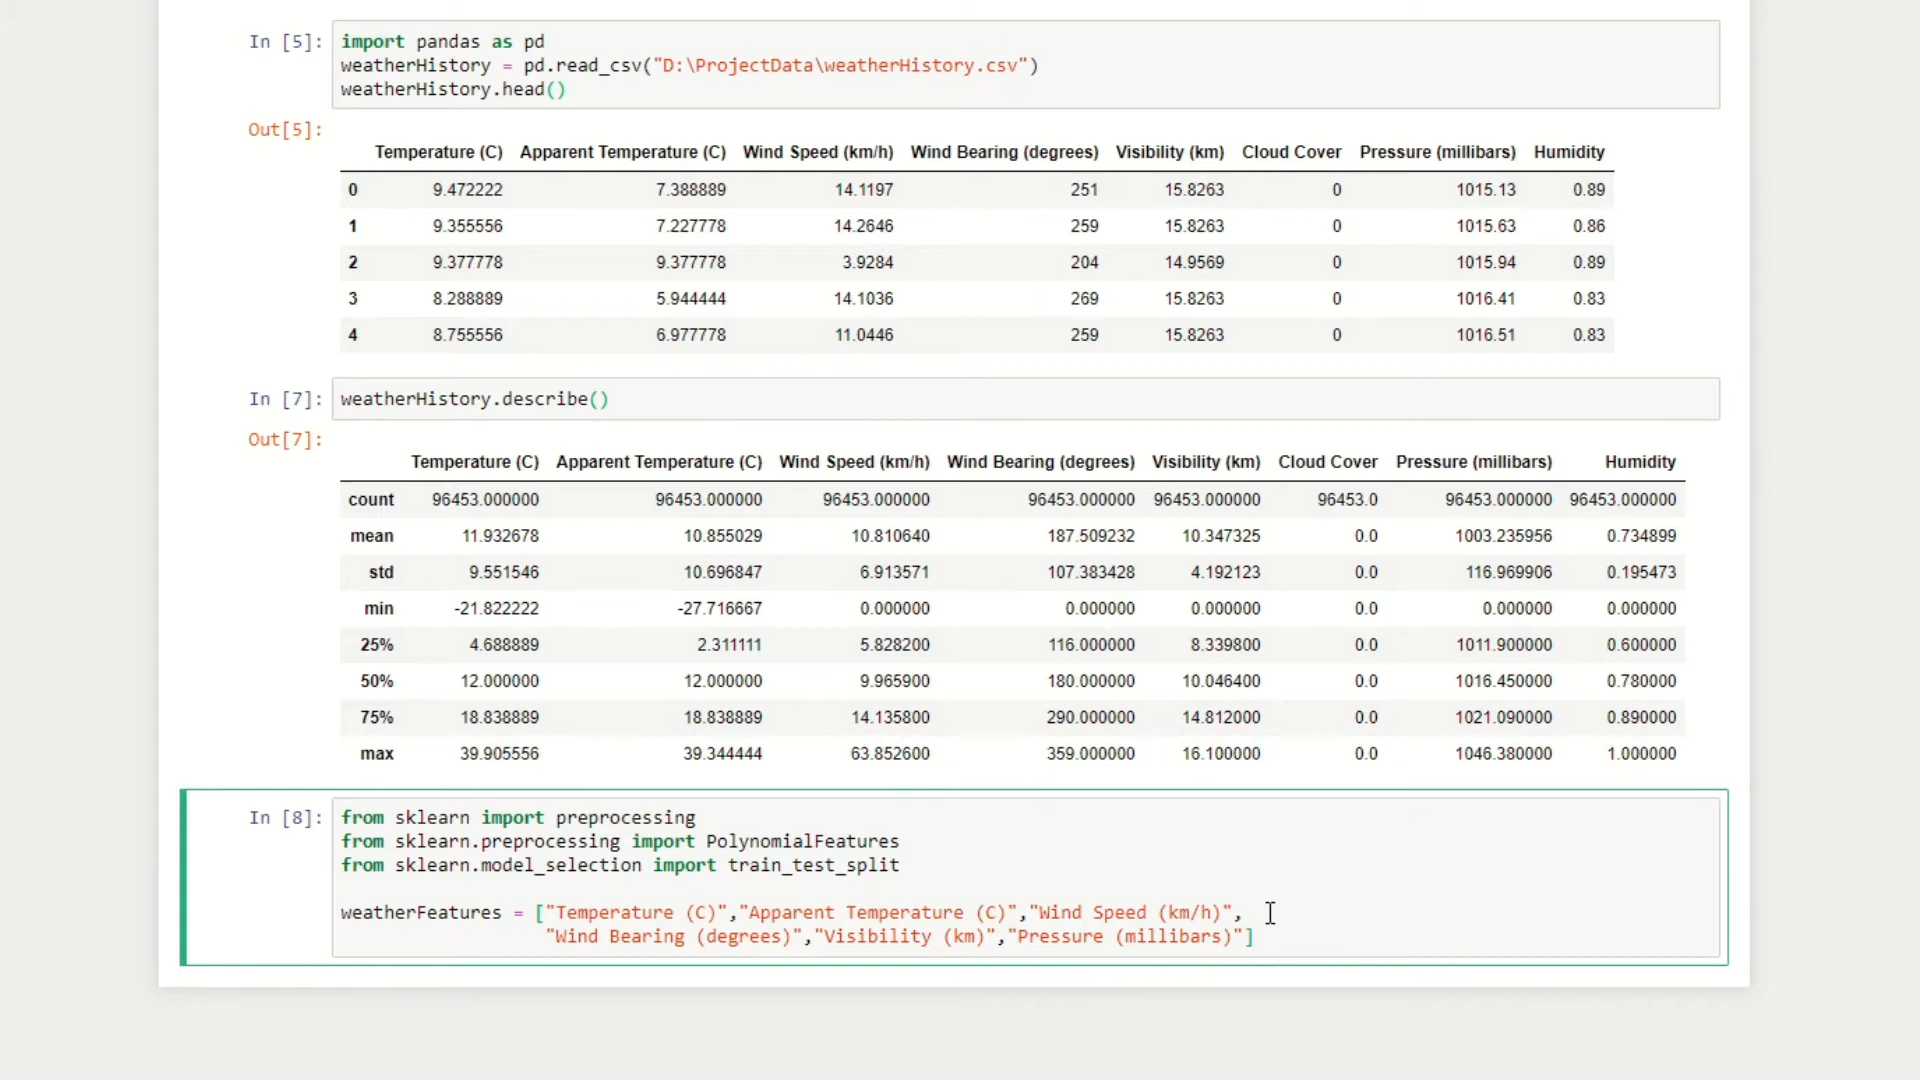 In [5]: import pandas as pd
weatherHistory = pd.read_csv("D:\ProjectData\weatherHistory.csv")
weatherHistory.head()
Out[5]:
Temperature (C) Apparent Temperature (C) Wind Speed (km/h) Wind Bearing (degrees) Visibility (km) Cloud Cover Pressure (millibars) Humidity
0 9.472222 7.388889 14.1197 251 15.8263 0 1015.13 0.89
1 9.355556 7.227778 14.2646 259 15.8263 0 1015.63 0.86
2 9.377778 9.377778 3.9284 204 14.9569 0 1015.94 0.89
3 8.288889 5.944444 14.1036 269 15.8263 0 1016.41 0.83
4 8.755556 6.977778 11.0446 259 15.8263 0 1016.51 0.83
In [7]: weatherHistory.describe()
Out[7]:
Temperature (C) Apparent Temperature (C) Wind Speed (km/h) Wind Bearing (degrees) Visibility (km) Cloud Cover Pressure (millibars) Humidity
count 96453.000000 96453.000000 96453.000000 96453.000000 96453.000000 96453.0 96453.000000 96453.000000
mean 11.932678 10.855029 10.810640 187.509232 10.347325 0.0 1003.235956 0.734899
std 9.551546 10.696847 6.913571 107.383428 4.192123 0.0 116.969906 0.195473
min -21.822222 -27.716667 0.000000 0.000000 0.000000 0.0 0.000000 0.000000
25% 4.688889 2.311111 5.828200 116.000000 8.339800 0.0 1011.900000 0.600000
50% 12.000000 12.000000 9.965900 180.000000 10.046400 0.0 1016.450000 0.780000
75% 18.838889 18.838889 14.135800 290.000000 14.812000 0.0 1021.090000 0.890000
max 39.905556 39.344444 63.852600 359.000000 16.100000 0.0 1046.380000 1.000000
In [8]: from sklearn import preprocessing
from sklearn.preprocessing import PolynomialFeatures
from sklearn.model_selection import train_test_split
weatherFeatures = ["Temperature (C)","Apparent Temperature (C)","Wind Speed (km/h)",
"Wind Bearing (degrees)","Visibility (km)","Pressure (millibars)"]